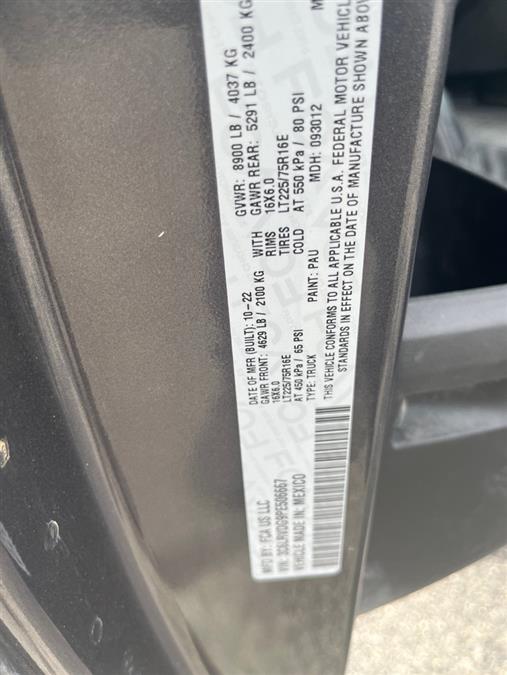 MFD BY: FCA US LLC
DATE OF MFR (BUILT): 10-22 GVWR: 8900 LB / 4037 KG
GAWR FRONT: 4629 LB / 2100 KG WITH GAWR REAR: 5291 LB / 2400 KG
16X6.0 RIMS 16X6.0
LT225/75R16E TIRES LT225/75R16E
AT 450 kPa / 65 PSI COLD AT 550 kPa / 80 PSI
TYPE: TRUCK PAINT: PAU MDH: 093012
THIS VEHICLE CONFORMS TO ALL APPLICABLE U.S.A. FEDERAL MOTOR VEHICL
STANDARDS IN EFFECT ON THE DATE OF MANUFACTURE SHOWN ABOV
VIN: 3C6LRVDG9PE506667
VEHICLE MADE IN: MEXICO